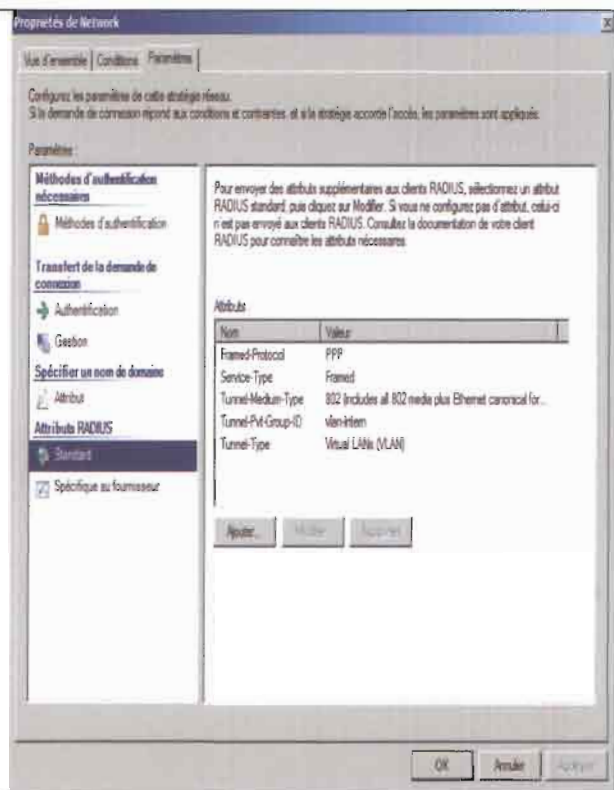 Propriétés de Network
Vue d'ensemble | Conditions | Paramètres
Configurez les paramètres de cette stratégie réseau.
Si la demande de connexion répond aux conditions et contraintes, et si la stratégie accorde l'accès, les paramètres sont appliqués.
Paramètres :
Méthodes d'authentification nécessaires
Méthodes d'authentification
Transfert de la demande de connexion
Authentification
Gestion
Spécifier un nom de domaine
Attribut
Attributs RADIUS
Standard
Spécifique au fournisseur
Pour envoyer des attributs supplémentaires aux clients RADIUS, sélectionnez un attribut
RADIUS standard, puis cliquez sur Modifier. Si vous ne configurez pas d'attribut, celui-ci
n'est pas envoyé aux clients RADIUS. Consultez la documentation de votre client
RADIUS pour connaître les attributs nécessaires.
Attributs
Nom Valeur
Framed-Protocol PPP
Service-Type Framed
Tunnel-Medium-Type 802 (includes all 802 media plus Ethernet canonical for...
Tunnel-Pvt-Group-ID vlan-intern
Tunnel-Type Virtual LANs (VLAN)
Ajouter... Modifier Supprimer
OK Annuler Appliquer